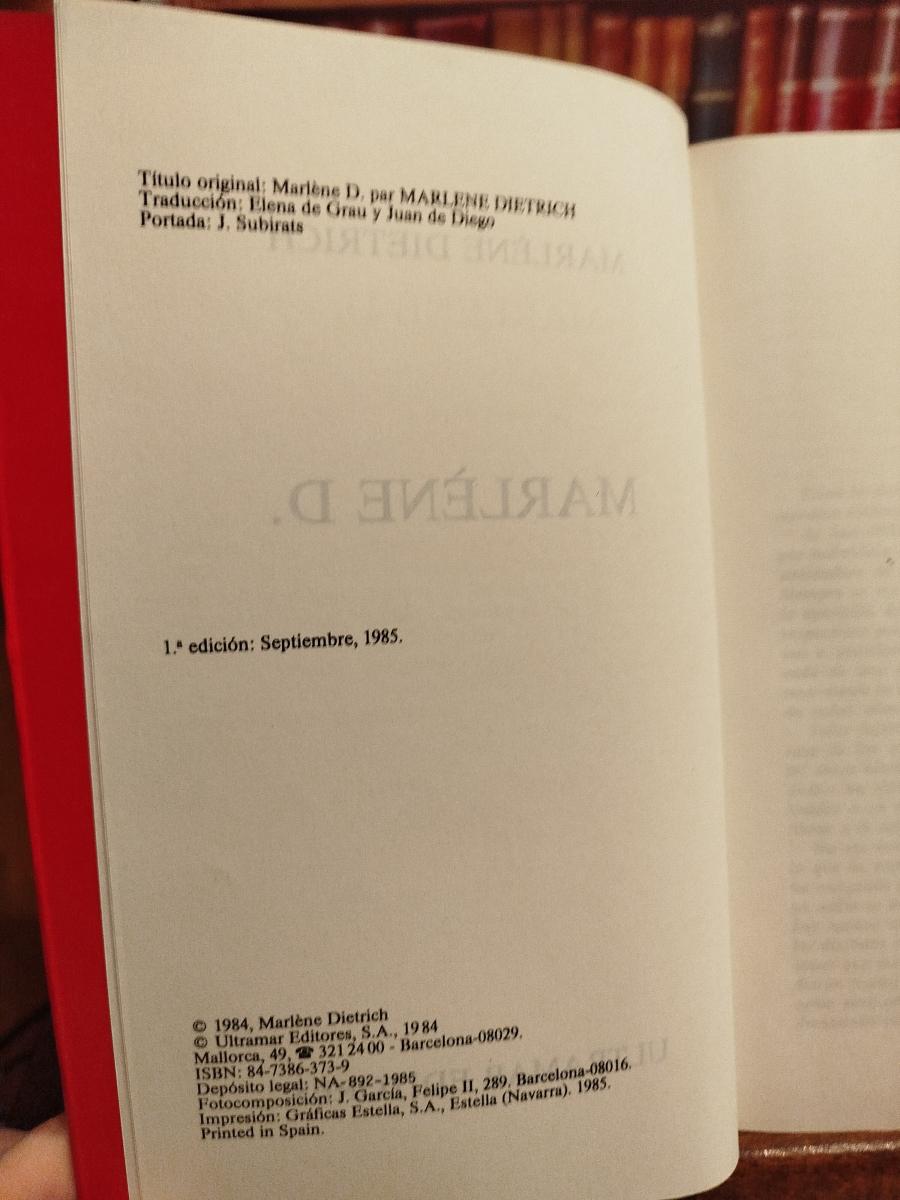 Título original: Marlène D. par MARLENE DIETRICH
Traducción: Elena de Grau y Juan de Diego
Portada: J. Subirats
MARLÈNE DIETRICH
MARLÈNE D.
1.ª edición: Septiembre, 1985.
© 1984, Marlène Dietrich
© Ultramar Editores, S.A., 1984
Mallorca, 49, ☎ 321 24 00 - Barcelona-08029.
ISBN: 84-7386-373-9
Depósito legal: NA-892-1985
Fotocomposición: J. García, Felipe II, 289. Barcelona-08016.
Impresión: Gráficas Estella, S.A., Estella (Navarra). 1985.
Printed in Spain.